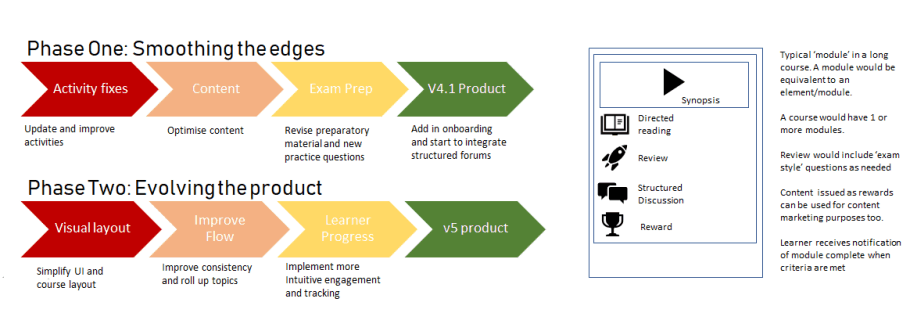 Phase One: Smoothing the edges
Activity fixes
Content
Exam Prep
V4.1 Product
Update and improve
activities
Optimise content
Revise preparatory
material and new
practice questions
Add in onboarding
and start to integrate
structured forums
Phase Two: Evolving the product
Visual layout
Improve
Flow
Learner
Progress
v5 product
Simplify UI and
course layout
Improve consistency
and roll up topics
Implement more
Intuitive engagement
and tracking
Synopsis
Directed
reading
Review
Structured
Discussion
Reward
Typical ‘module’ in a long
course. A module would be
equivalent to an
element/module.
A course would have 1 or
more modules.
Review would include ‘exam
style’ questions as needed
Content issued as rewards
can be used for content
marketing purposes too.
Learner receives notification
of module complete when
criteria are met